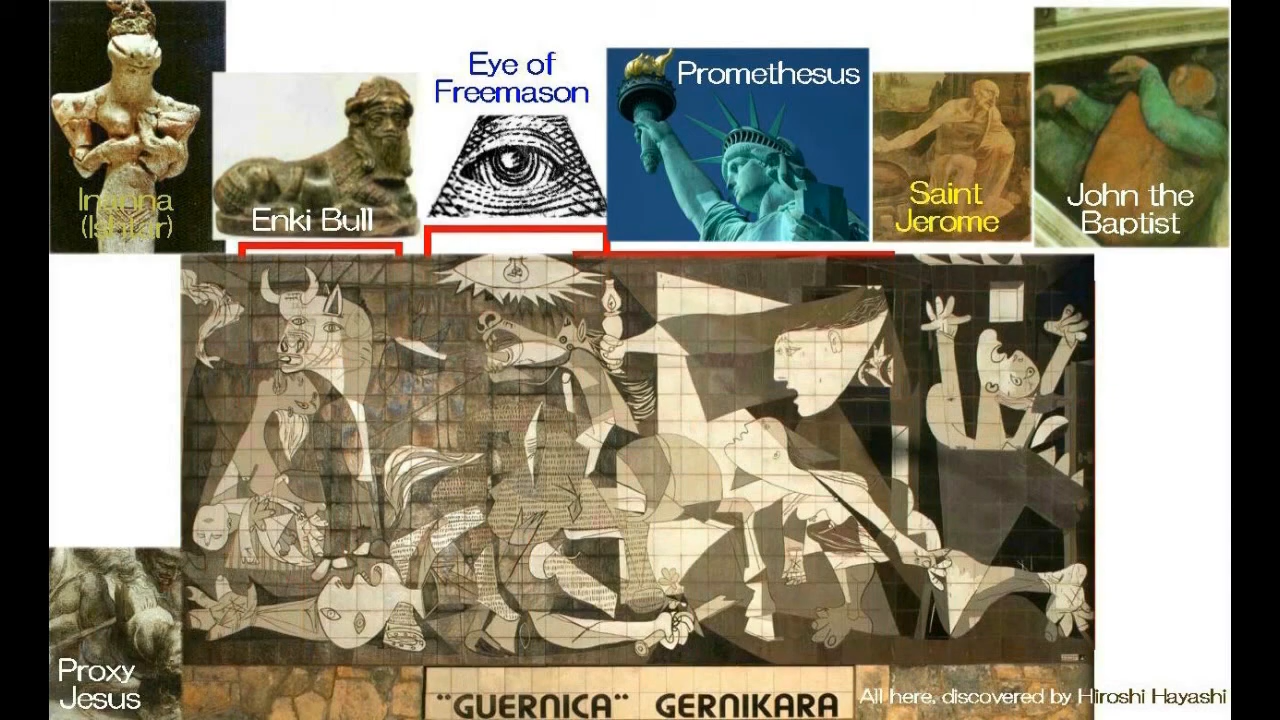 Eye of
Freemason
Promethesus
Inanna
(Ishtar)
Enki Bull
Saint
Jerome
John the
Baptist
Proxy
Jesus
"GUERNICA" GERNIKARA
All here, discovered by Hiroshi Hayashi